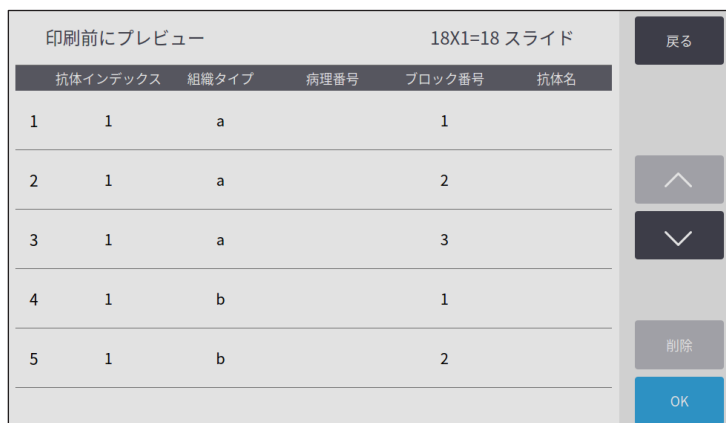 印刷前にプレビュー 18X1=18 スライド 戻る
抗体インデックス 組織タイプ 病理番号 ブロック番号 抗体名
1 1 a 1
2 1 a 2
3 1 a 3
4 1 b 1
削除
5 1 b 2
OK